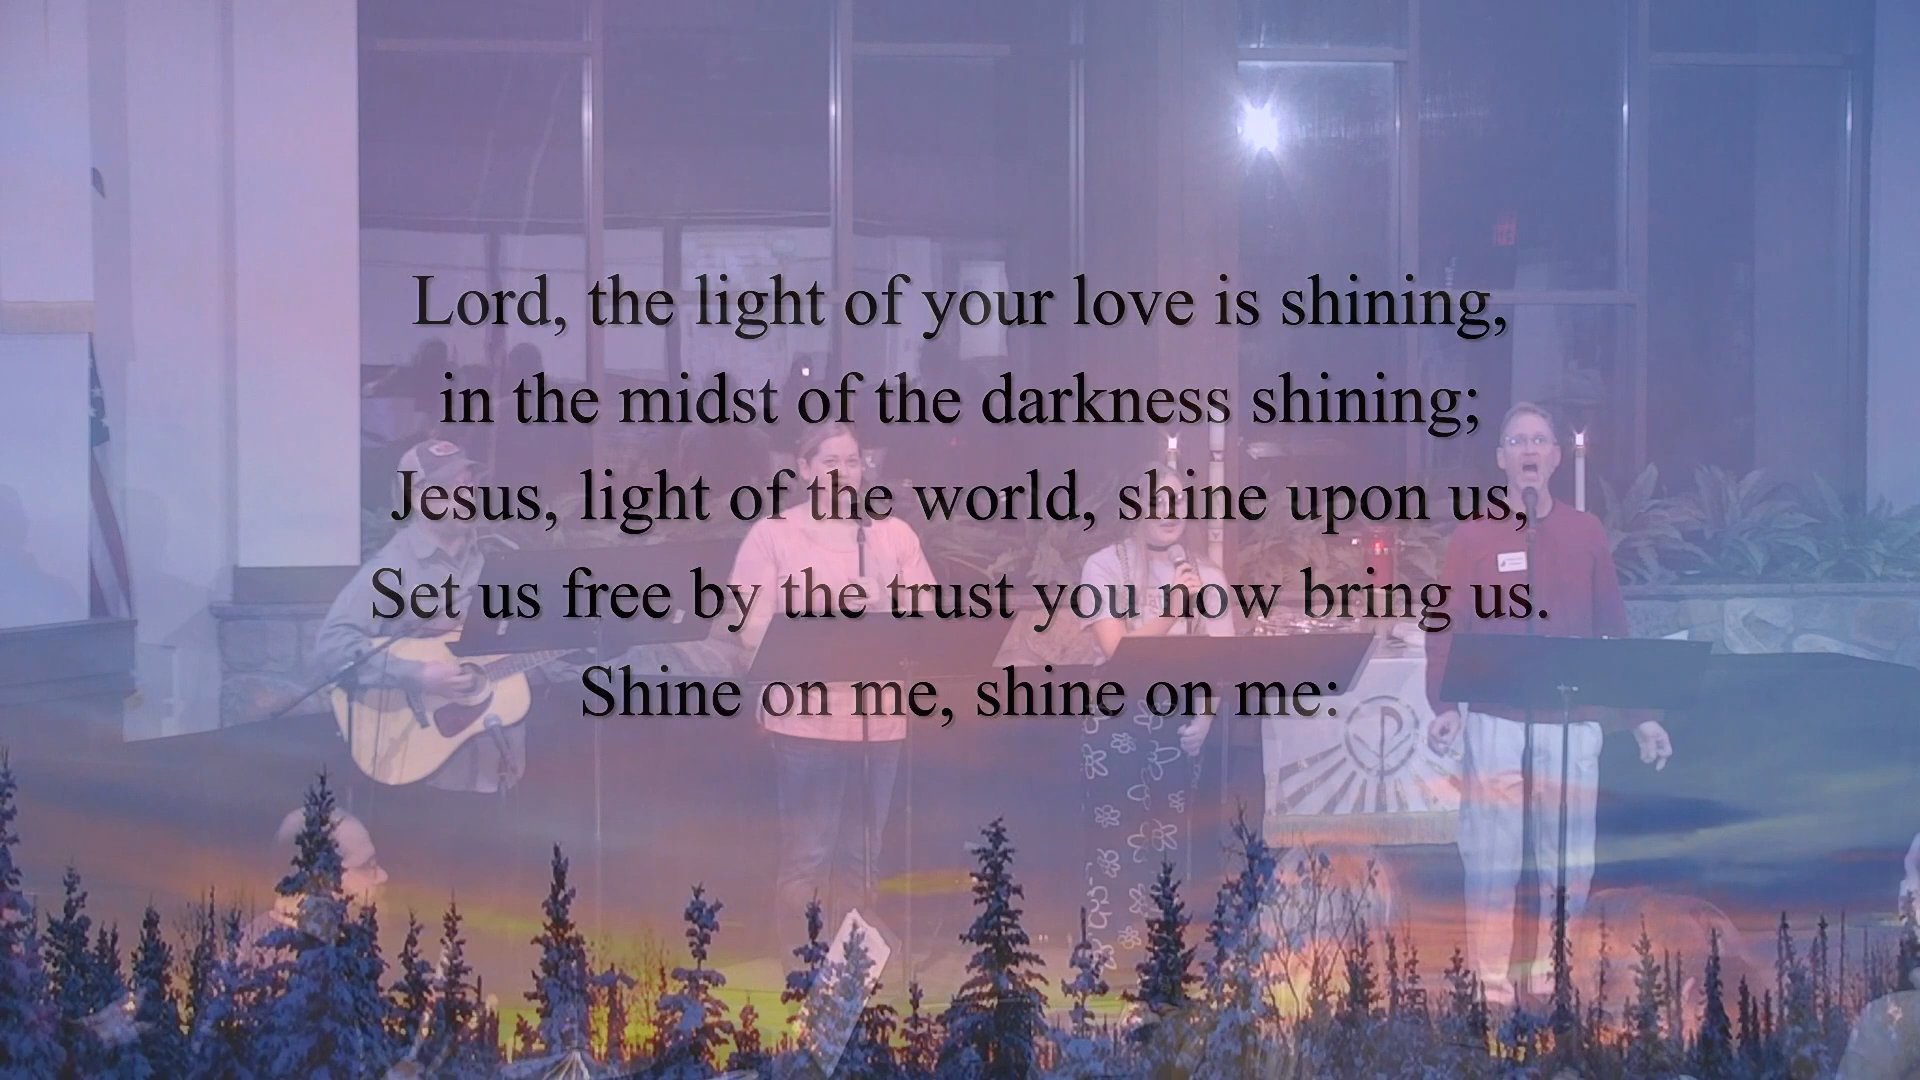 Lord, the light of your love is shining,
in the midst of the darkness shining;
Jesus, light of the world, shine upon us,
Set us free by the trust you now bring us.
Shine on me, shine on me: